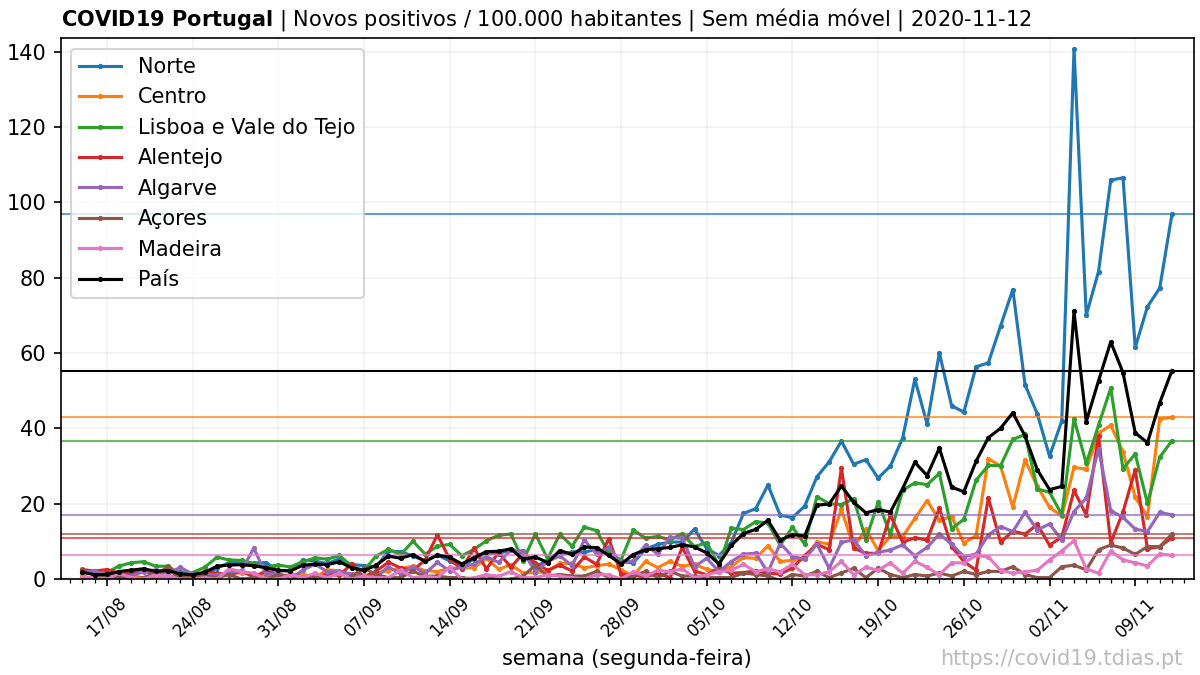 COVID19 Portugal | Novos positivos / 100.000 habitantes | Sem média móvel | 2020-11-12
140
120
100
80
60
40
20
0
Norte
Centro
Lisboa e Vale do Tejo
Alentejo
Algarve
Açores
Madeira
País
17/08
24/08
31/08
07/09
14/09
21/09
28/09
05/10
12/10
19/10
26/10
02/11
09/11
semana (segunda-feira)
https://covid19.tdias.pt